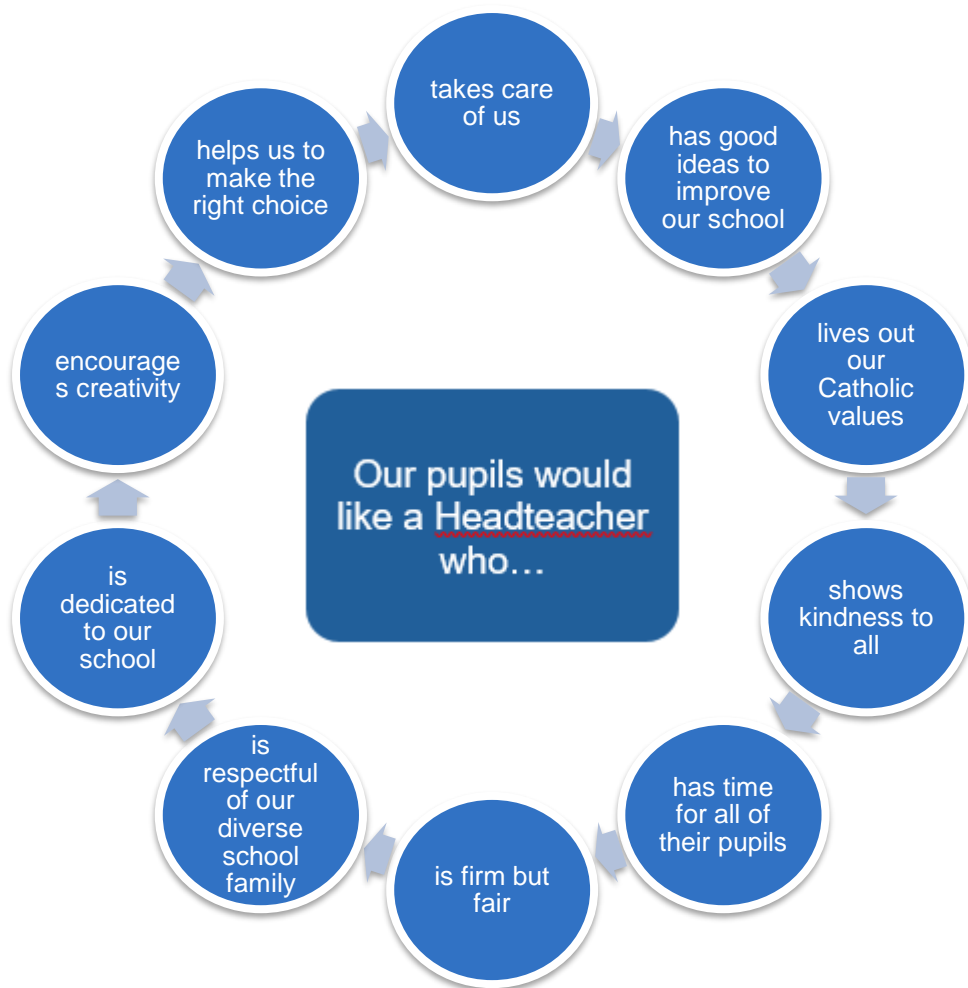 takes care
of us
has good
ideas to
improve
our school
lives out
our
Catholic
values
shows
kindness to
all
has time
for all of
their pupils
is firm but
fair
is
respectful
of our
diverse
school
family
is
dedicated
to our
school
encourage
s creativity
helps us to
make the
right choice
Our pupils would
like a Headteacher
who…